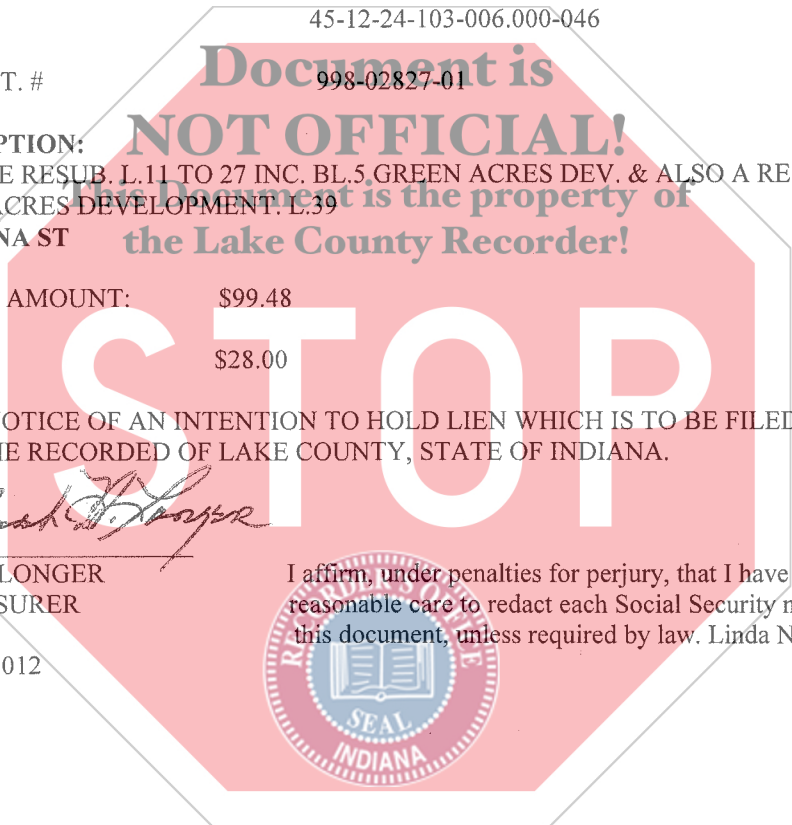 45-12-24-103-006.000-046
Document is
T. # 998-02827-01
NOT OFFICIAL!
PTION:
E RESUB. L.11 TO 27 INC. BL.5 GREEN ACRES DEV. & ALSO A RE
This Document is the property of
ACRES DEVELOPMENT. L.39
NA ST
the Lake County Recorder!
AMOUNT: $99.48
$28.00
STOP
OTICE OF AN INTENTION TO HOLD LIEN WHICH IS TO BE FILED
E RECORDED OF LAKE COUNTY, STATE OF INDIANA.
LONGER
SURER
I affirm, under penalties for perjury, that I have
reasonable care to redact each Social Security n
this document, unless required by law. Linda N
012
RECORDER'S OFFICE
SEAL
INDIANA